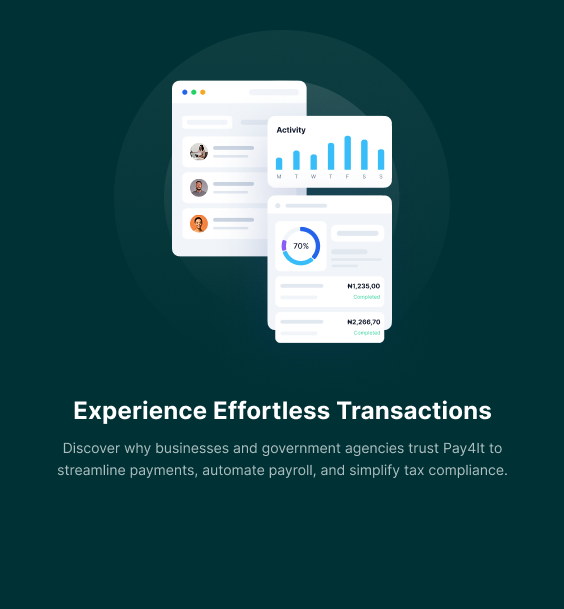 Activity
M T W T F S S
70%
₦1,235,00
Completed
₦2,266,70
Completed
Experience Effortless Transactions
Discover why businesses and government agencies trust Pay4It to
streamline payments, automate payroll, and simplify tax compliance.